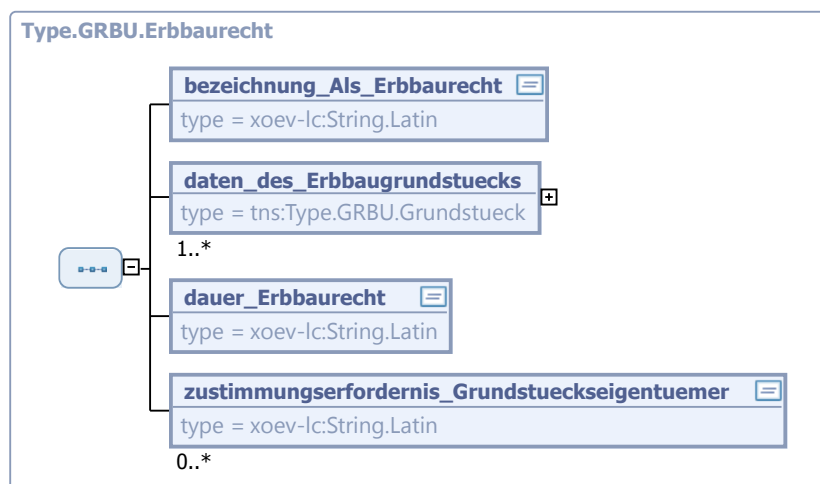 Type.GRBU.Erbbaurecht
bezeichnung_Als_Erbbaurecht
type = xoev-lc:String.Latin
daten_des_Erbbaugrundstuecks
type = tns:Type.GRBU.Grundstueck
1..*
dauer_Erbbaurecht
type = xoev-lc:String.Latin
zustimmungserfordernis_Grundstueckseigentuemer
type = xoev-lc:String.Latin
0..*